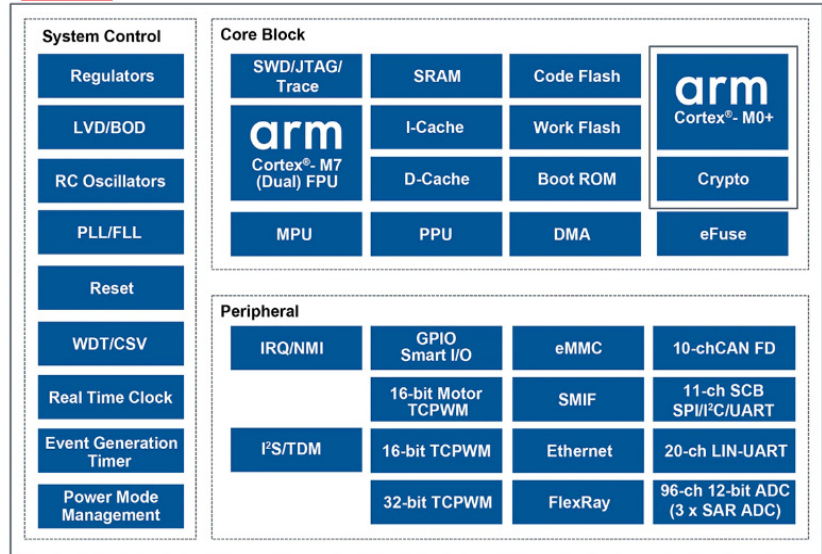 System Control
Regulators
LVD/BOD
RC Oscillators
PLL/FLL
Reset
WDT/CSV
Real Time Clock
Event Generation
Timer
Power Mode
Management
Core Block
SWD/JTAG/
Trace
SRAM
Code Flash
arm
Cortex®- M0+
arm
Cortex®- M7
(Dual) FPU
I-Cache
Work Flash
D-Cache
Boot ROM
Crypto
MPU
PPU
DMA
eFuse
Peripheral
IRQ/NMI
GPIO
Smart I/O
eMMC
10-chCAN FD
16-bit Motor
TCPWM
SMIF
11-ch SCB
SPI/I²C/UART
I²S/TDM
16-bit TCPWM
Ethernet
20-ch LIN-UART
32-bit TCPWM
FlexRay
96-ch 12-bit ADC
(3 x SAR ADC)